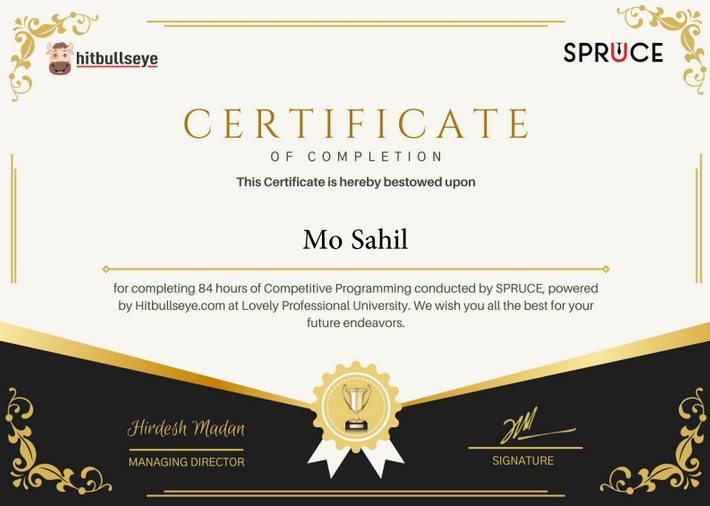 hitbullseye
SPRUCE
CERTIFICATE
OF COMPLETION
This Certificate is hereby bestowed upon
Mo Sahil
for completing 84 hours of Competitive Programming conducted by SPRUCE, powered
by Hitbullseye.com at Lovely Professional University. We wish you all the best for your
future endeavors.
Hirdesh Madan
MANAGING DIRECTOR
SIGNATURE